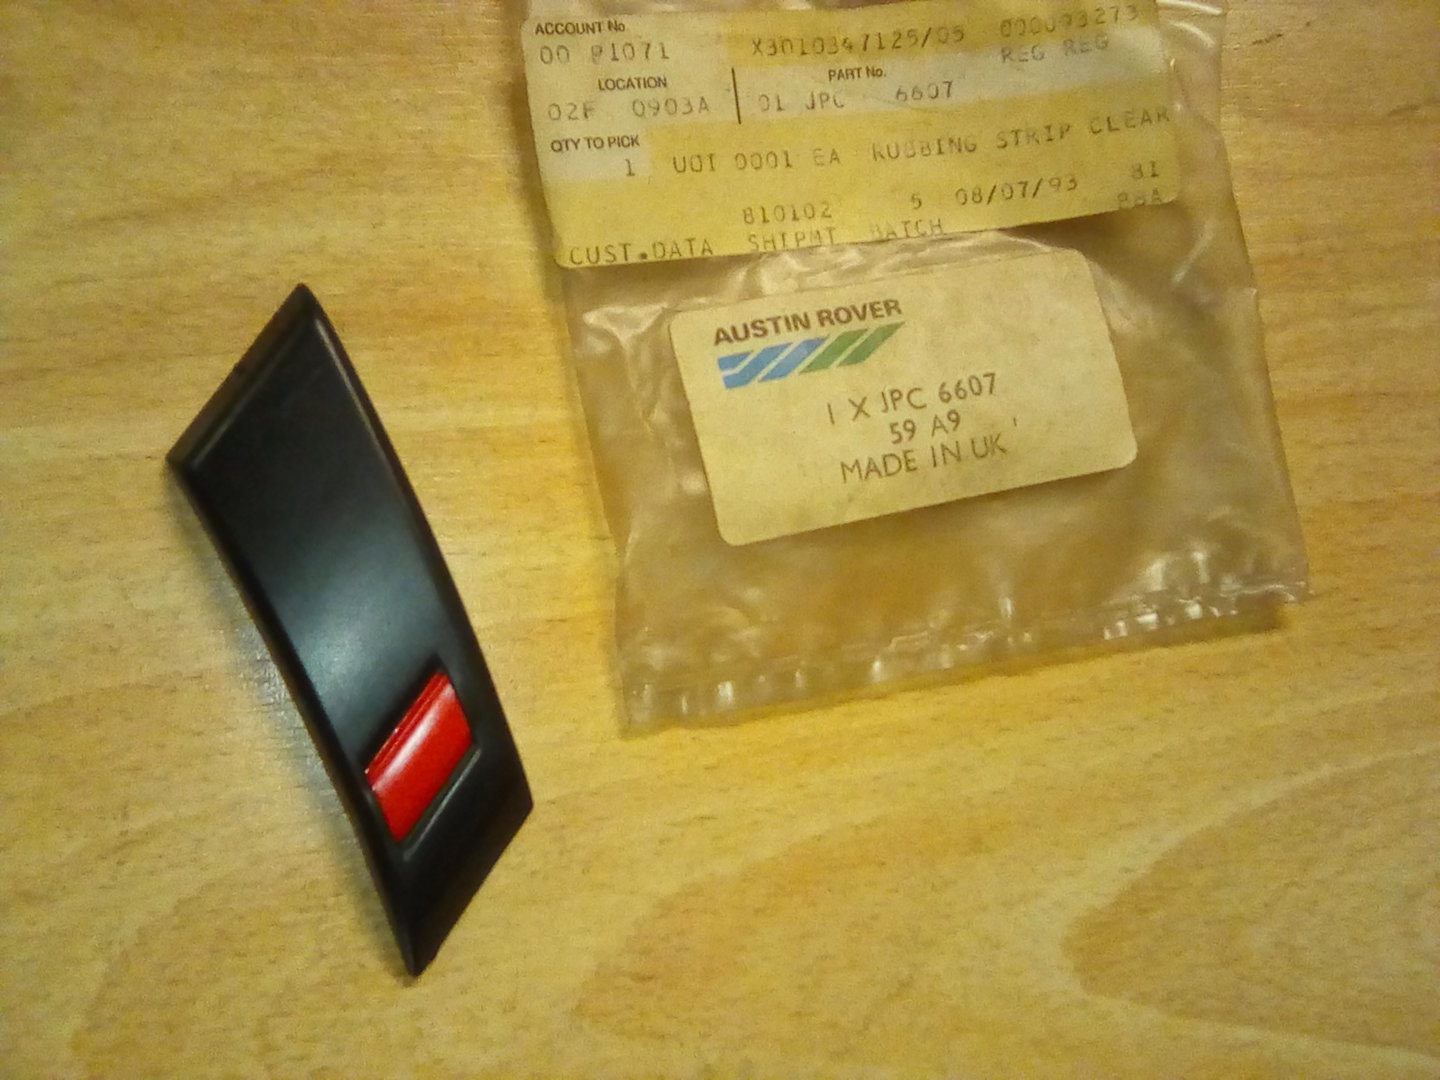 ACCOUNT No
00 P1071 X3010347125/05 000093273
REG REG
LOCATION PART No.
02F 0903A 01 JPC 6607
QTY TO PICK
1 UOI 0001 EA RUBBING STRIP CLEAR
810102 5 08/07/93 81
CUST.DATA SHIPMT BATCH
AUSTIN ROVER
1 X JPC 6607
59 A9
MADE IN UK